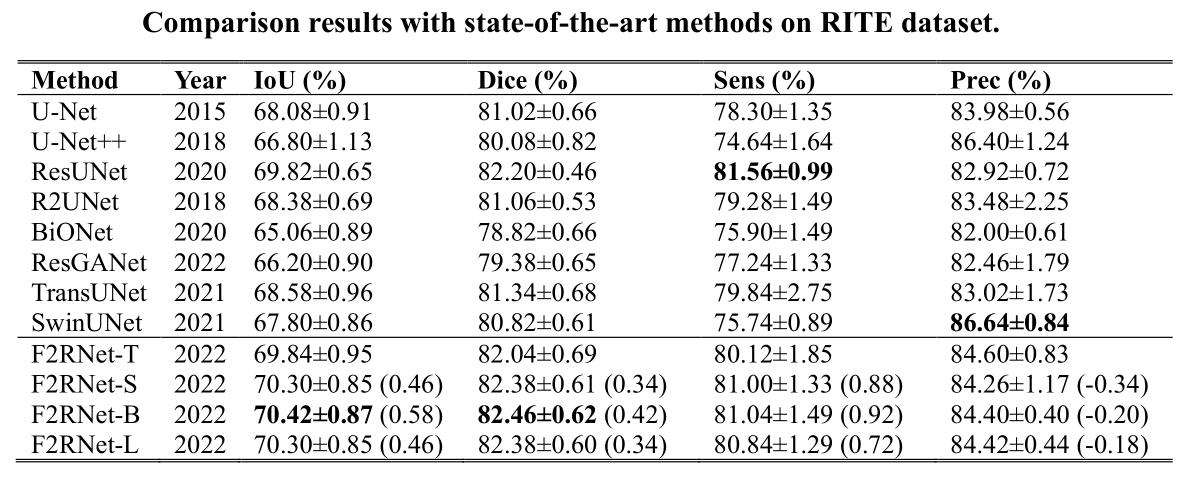 Comparison results with state-of-the-art methods on RITE dataset.
Method Year IoU (%) Dice (%) Sens (%) Prec (%)
U-Net 2015 68.08±0.91 81.02±0.66 78.30±1.35 83.98±0.56
U-Net++ 2018 66.80±1.13 80.08±0.82 74.64±1.64 86.40±1.24
ResUNet 2020 69.82±0.65 82.20±0.46 81.56±0.99 82.92±0.72
R2UNet 2018 68.38±0.69 81.06±0.53 79.28±1.49 83.48±2.25
BiONet 2020 65.06±0.89 78.82±0.66 75.90±1.49 82.00±0.61
ResGANet 2022 66.20±0.90 79.38±0.65 77.24±1.33 82.46±1.79
TransUNet 2021 68.58±0.96 81.34±0.68 79.84±2.75 83.02±1.73
SwinUNet 2021 67.80±0.86 80.82±0.61 75.74±0.89 86.64±0.84
F2RNet-T 2022 69.84±0.95 82.04±0.69 80.12±1.85 84.60±0.83
F2RNet-S 2022 70.30±0.85 (0.46) 82.38±0.61 (0.34) 81.00±1.33 (0.88) 84.26±1.17 (-0.34)
F2RNet-B 2022 70.42±0.87 (0.58) 82.46±0.62 (0.42) 81.04±1.49 (0.92) 84.40±0.40 (-0.20)
F2RNet-L 2022 70.30±0.85 (0.46) 82.38±0.60 (0.34) 80.84±1.29 (0.72) 84.42±0.44 (-0.18)